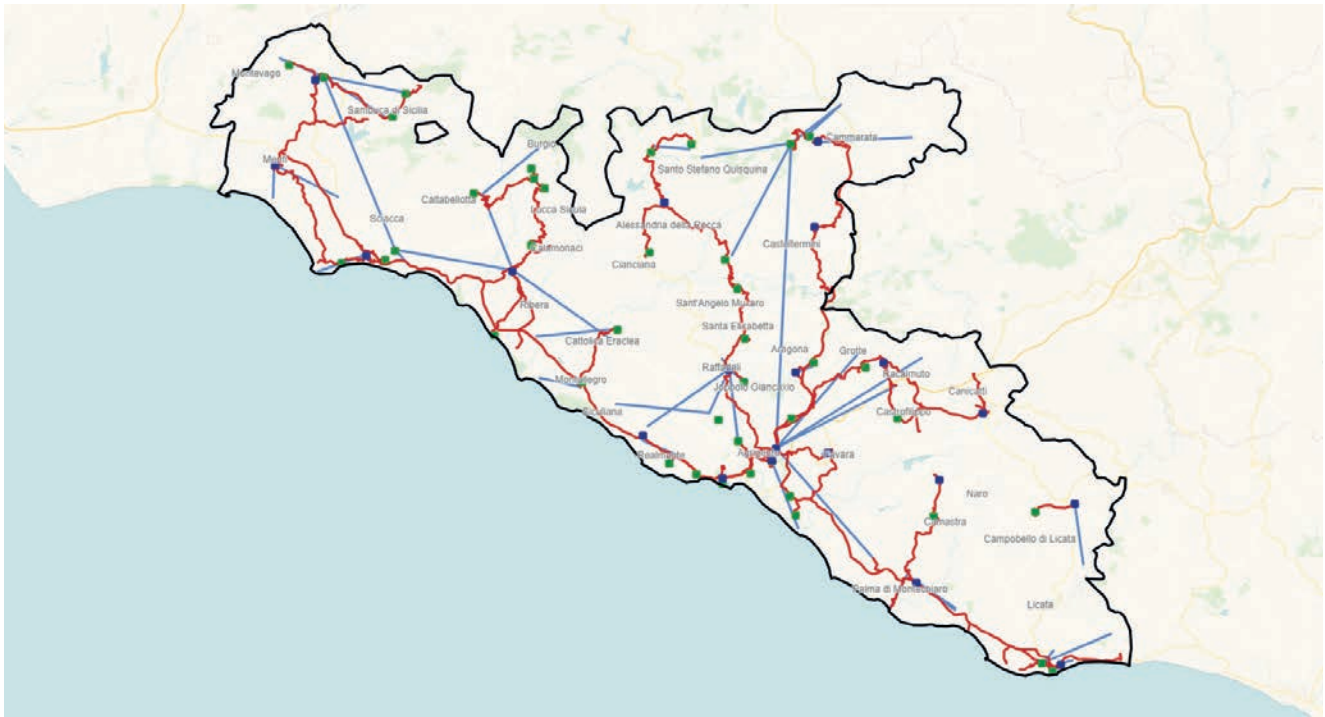 Montevago
Sambuca di Sicilia
Menfi
Burgio
Caltabellotta
Lucca Sicula
Sciacca
Calamonaci
Ribera
Cattolica Eraclea
Montallegro
Siculiana
Realmonte
Cammarata
Santo Stefano Quisquina
Alessandria della Rocca
Cianciana
Casteltermini
Sant'Angelo Muxaro
Santa Elisabetta
Aragona
Grotte
Raffadali
Joppolo Giancaxio
Racalmuto
Canicattì
Castrofilippo
Agrigento
Favara
Naro
Camastra
Campobello di Licata
Palma di Montechiaro
Licata